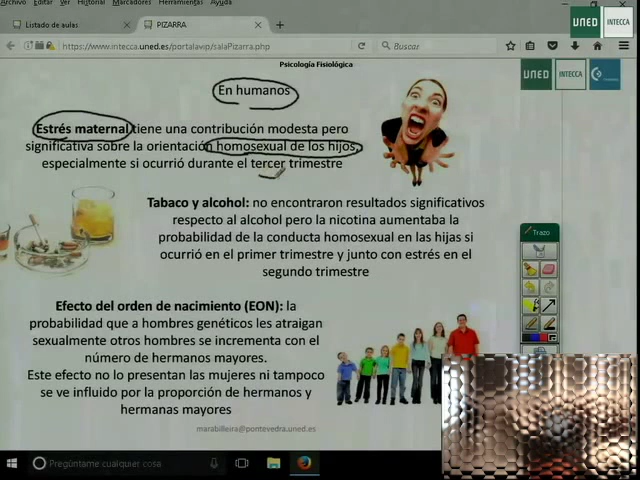 Archivo Editar Ver Historial Marcadores Herramientas Ayuda
Listado de aulas
PIZARRA
UNED
INTECCA
https://www.intecca.uned.es/portalavip/salaPizarra.php
Buscar
Psicología Fisiológica
UNED
INTECCA
En humanos
Estrés maternal tiene una contribución modesta pero
significativa sobre la orientación homosexual de los hijos,
especialmente si ocurrió durante el tercer trimestre
Tabaco y alcohol: no encontraron resultados significativos
respecto al alcohol pero la nicotina aumentaba la
probabilidad de la conducta homosexual en las hijas si
ocurrió en el primer trimestre y junto con estrés en el
segundo trimestre
Trazo
Efecto del orden de nacimiento (EON): la
probabilidad que a hombres genéticos les atraigan
sexualmente otros hombres se incrementa con el
número de hermanos mayores.
Este efecto no lo presentan las mujeres ni tampoco
se ve influido por la proporción de hermanos y
hermanas mayores
marabilleira@pontevedra.uned.es
Pregúntame cualquier cosa